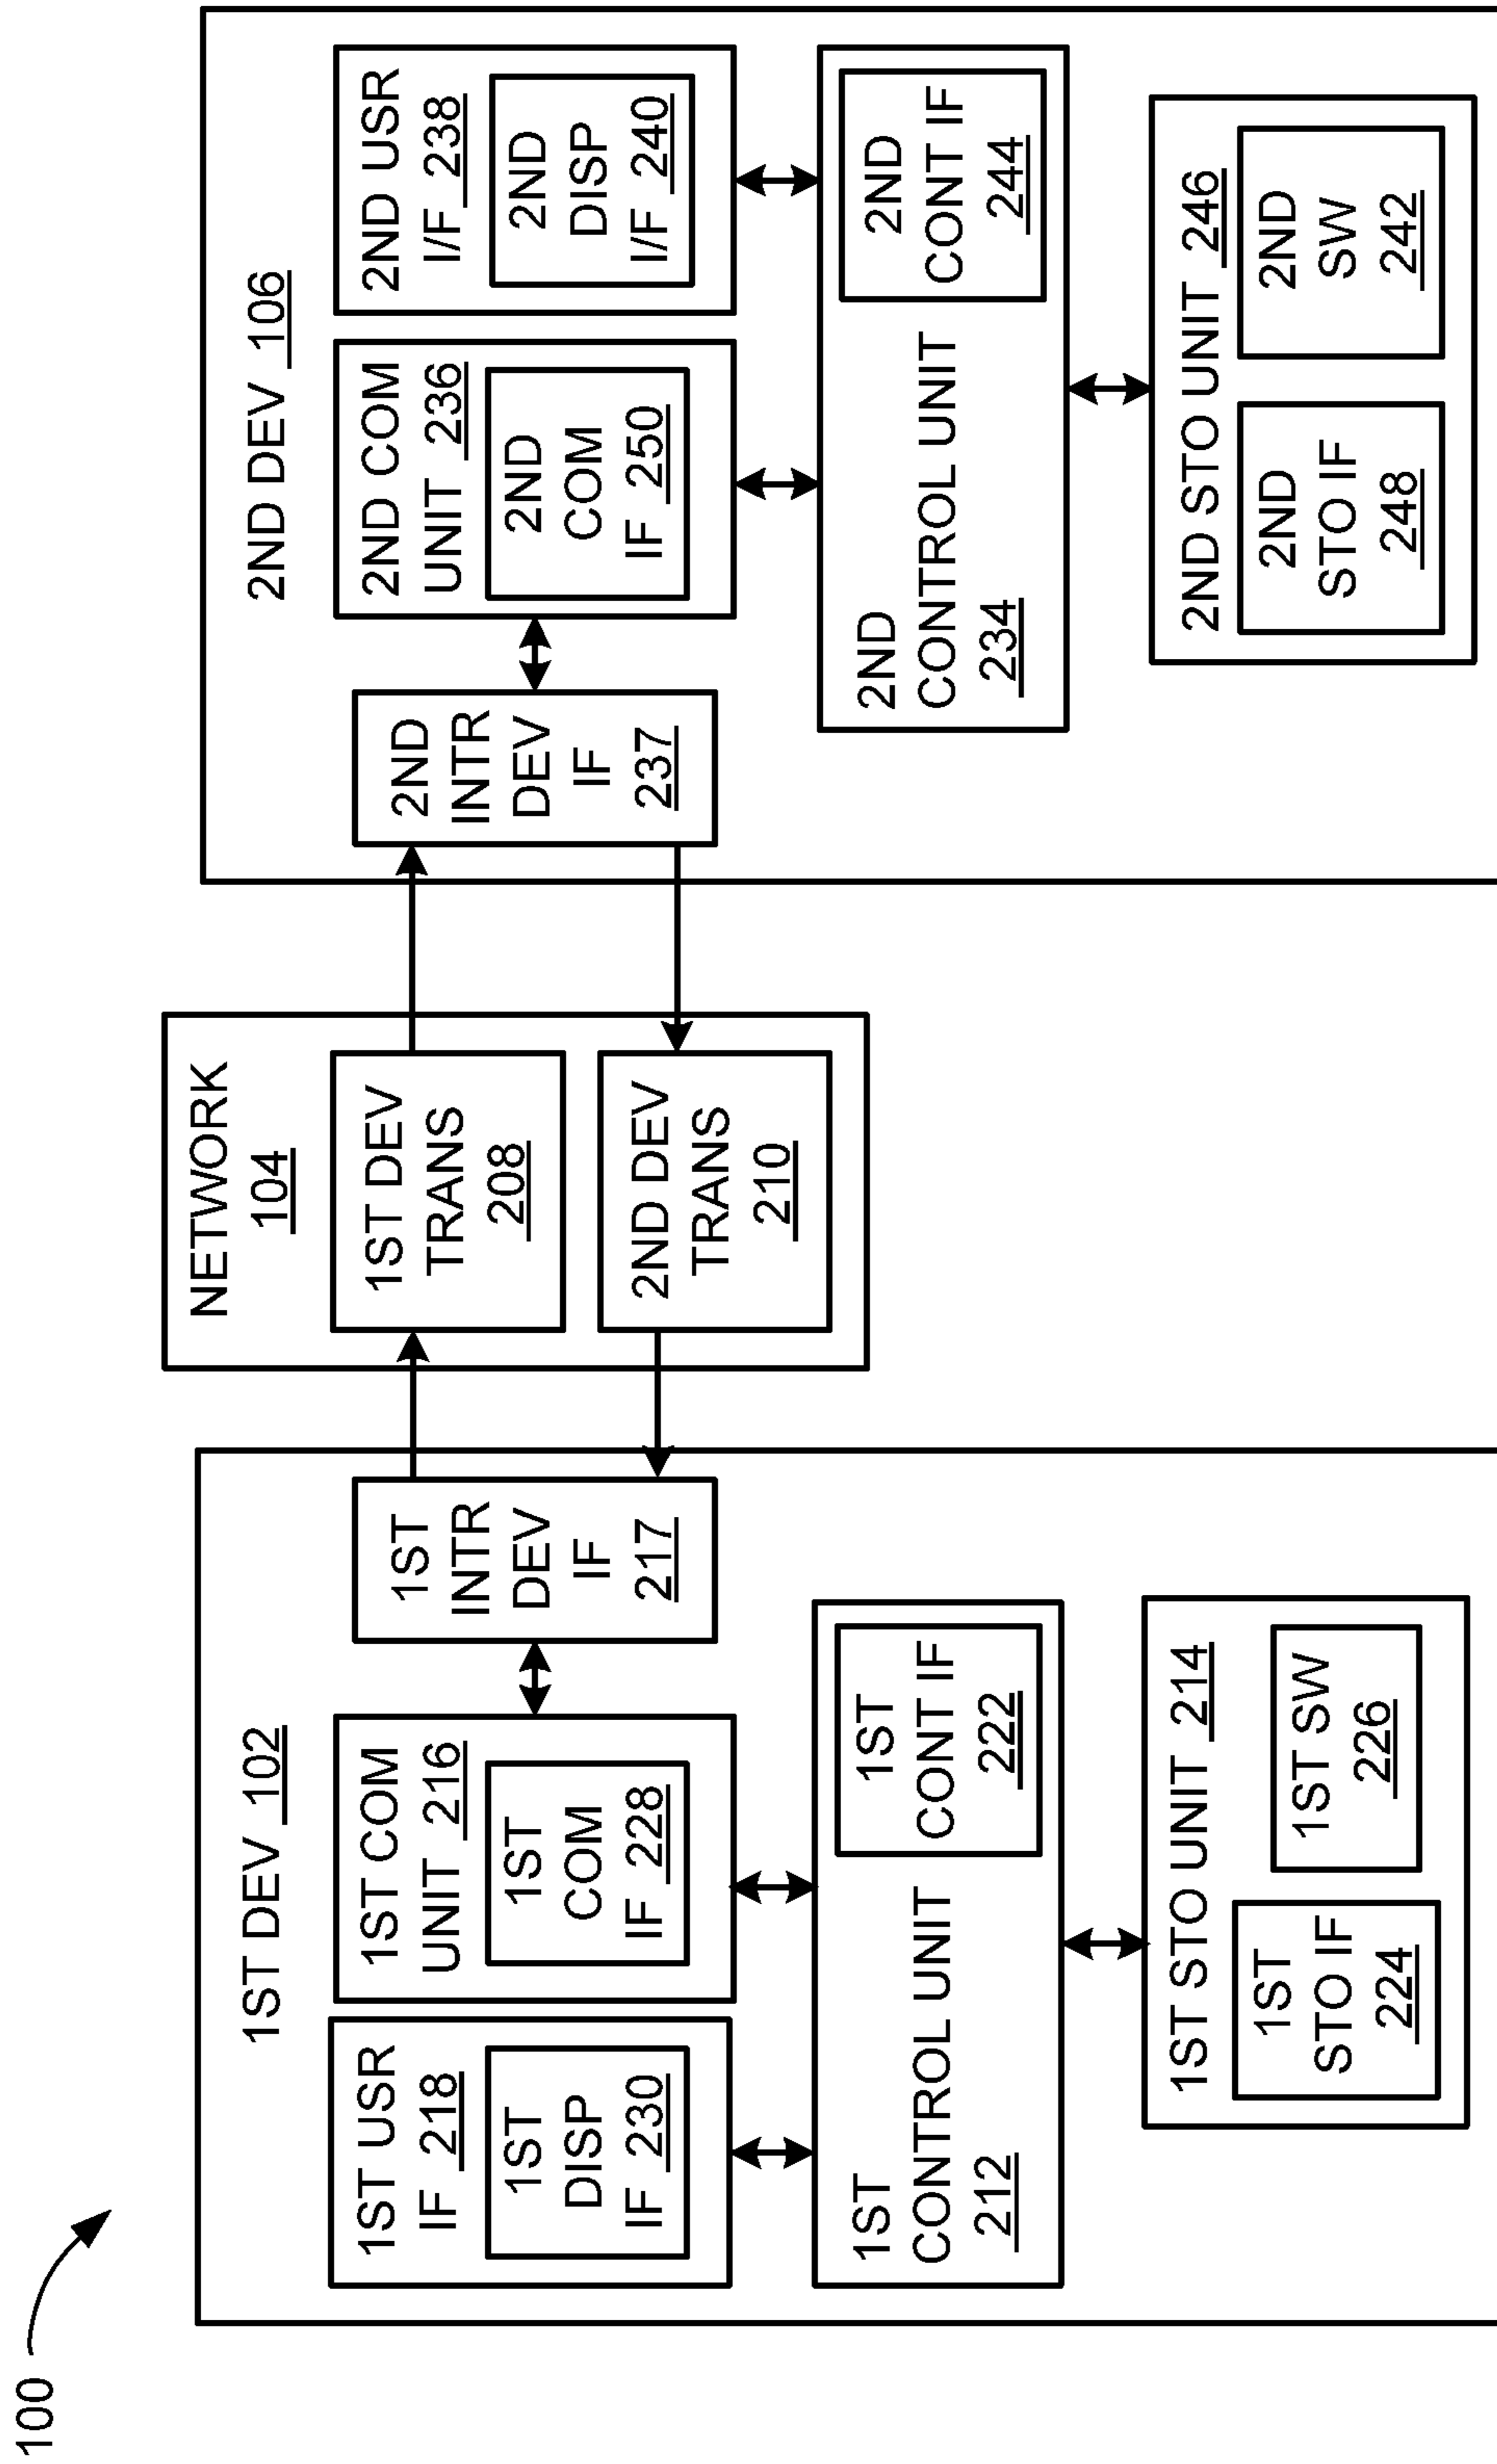 100
1ST DEV 102
1ST USR
IF 218
1ST
DISP
IF 230
1ST COM
UNIT 216
1ST
COM
IF 228
1ST
INTR
DEV
IF
217
1ST
CONTROL UNIT
212
1ST
CONT IF
222
1ST STO UNIT 214
1ST
STO IF
224
1ST SW
226
NETWORK
104
1ST DEV
TRANS
208
2ND DEV
TRANS
210
2ND DEV 106
2ND
INTR
DEV
IF
237
2ND COM
UNIT 236
2ND
COM
IF 250
2ND USR
I/F 238
2ND
DISP
I/F 240
2ND
CONTROL UNIT
234
2ND
CONT IF
244
2ND STO UNIT 246
2ND
STO IF
248
2ND
SW
242